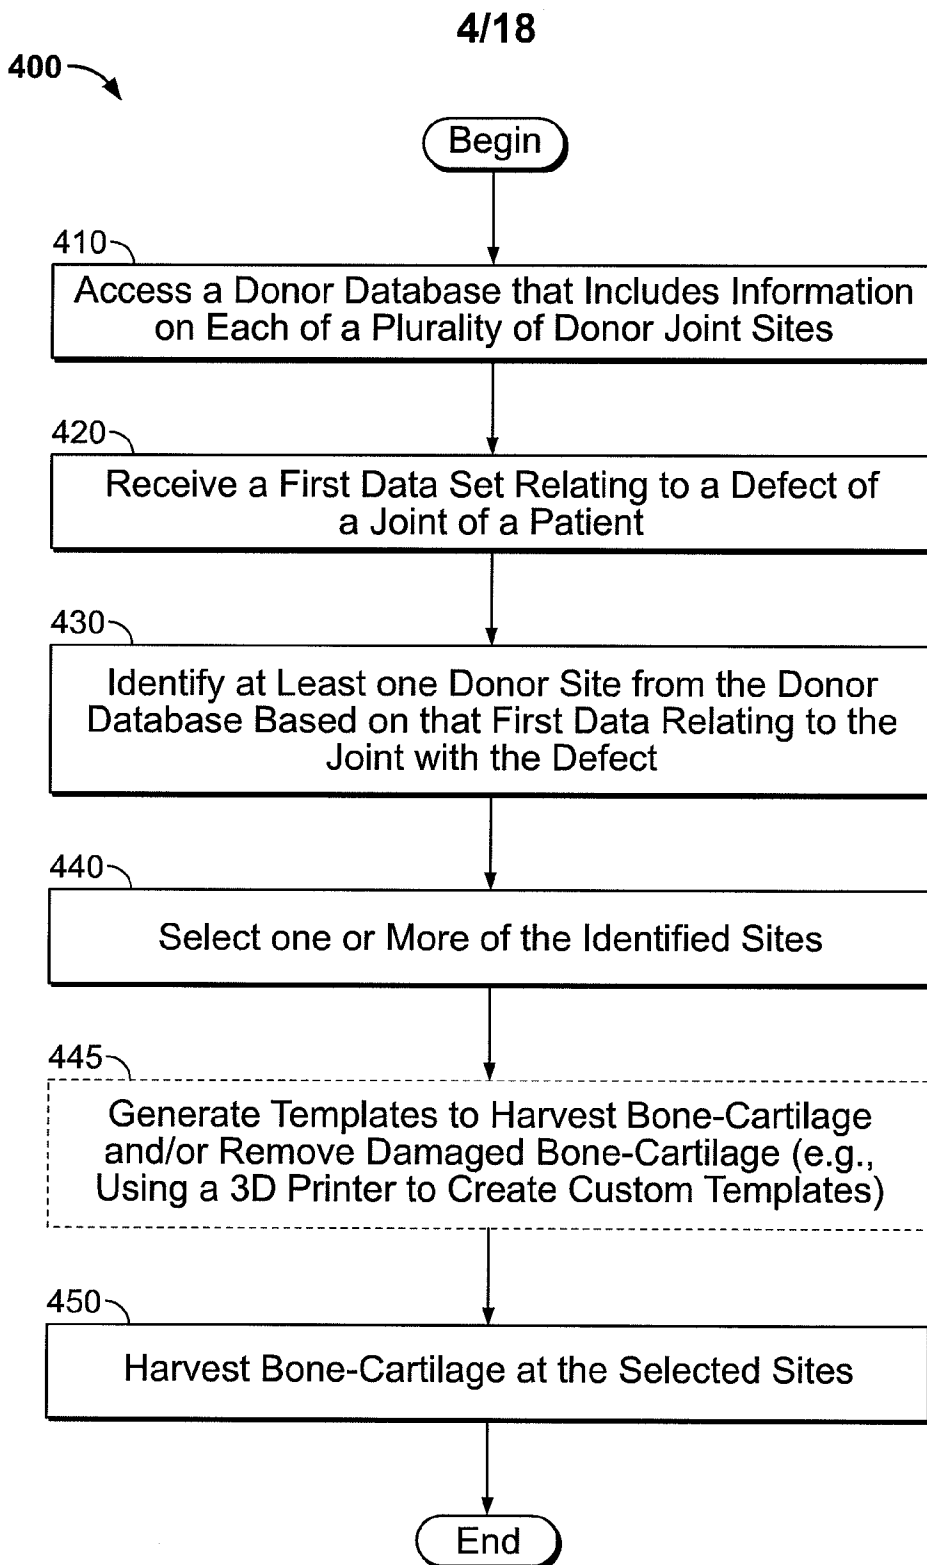 4/18
400
Begin
410
Access a Donor Database that Includes Information
on Each of a Plurality of Donor Joint Sites
420
Receive a First Data Set Relating to a Defect of
a Joint of a Patient
430
Identify at Least one Donor Site from the Donor
Database Based on that First Data Relating to the
Joint with the Defect
440
Select one or More of the Identified Sites
445
Generate Templates to Harvest Bone-Cartilage
and/or Remove Damaged Bone-Cartilage (e.g.,
Using a 3D Printer to Create Custom Templates)
450
Harvest Bone-Cartilage at the Selected Sites
End